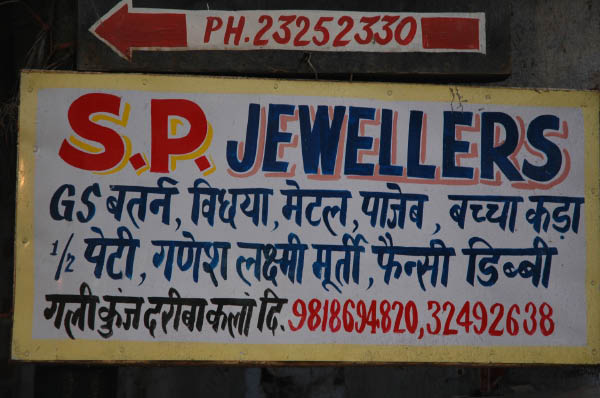 PH.23252330
S.P. JEWELLERS
GS बतर्न, विधया, मेटल, पाजेब, बच्चा कड़ा
1/2 पेटी, गणेश लक्ष्मी मूर्ती, फैन्सी डिब्बी
गली कुंज दरीबा कलां दि. 9818694820, 32492638